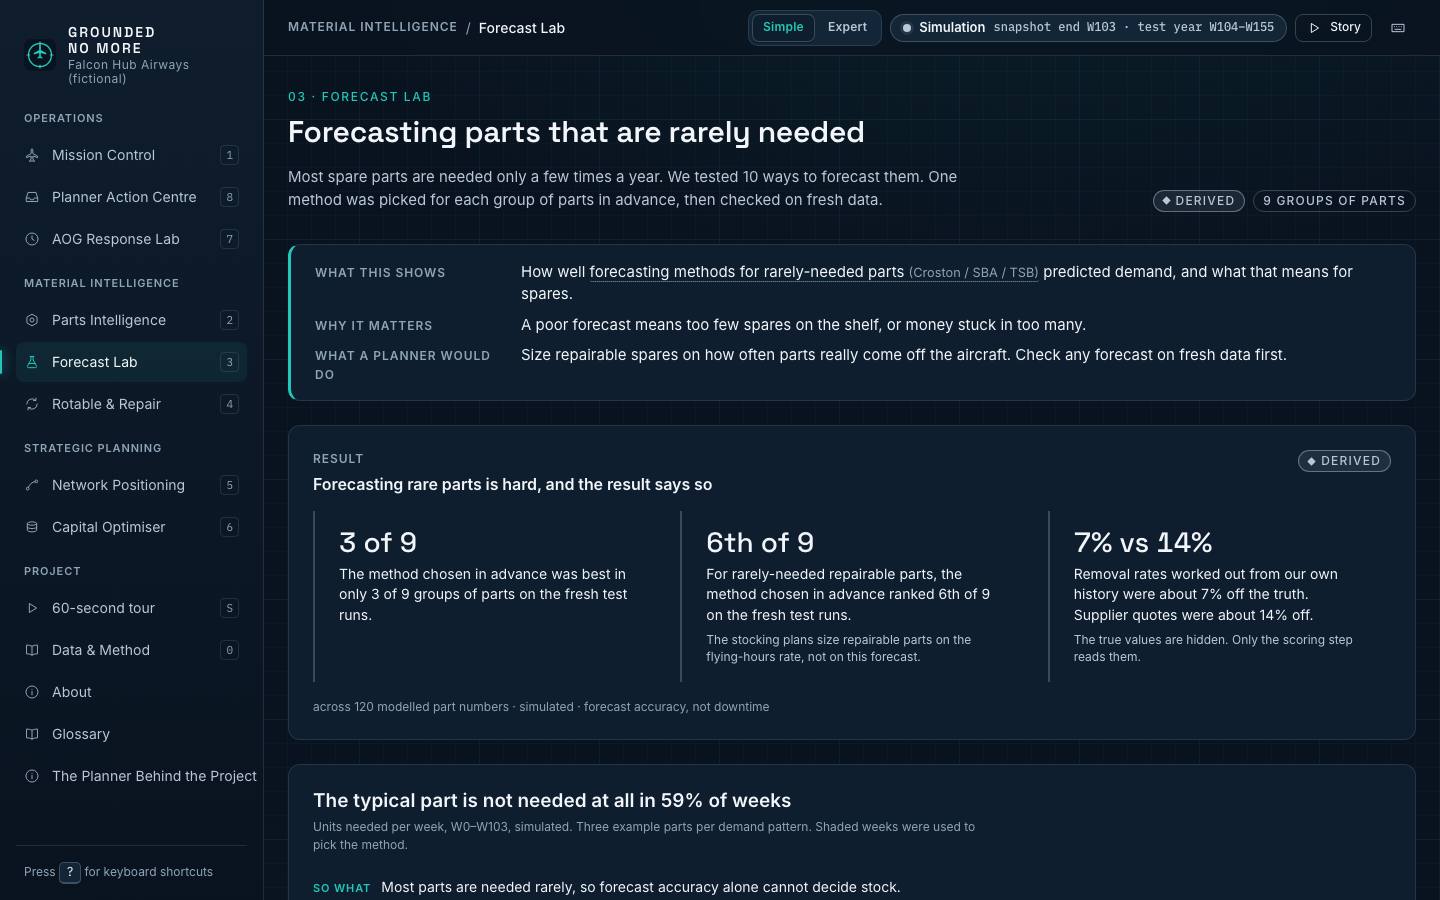 GROUNDED
NO MORE
Falcon Hub Airways
(fictional)
OPERATIONS
Mission Control 1
Planner Action Centre 8
AOG Response Lab 7
MATERIAL INTELLIGENCE
Parts Intelligence 2
Forecast Lab 3
Rotable & Repair 4
STRATEGIC PLANNING
Network Positioning 5
Capital Optimiser 6
PROJECT
60-second tour S
Data & Method 0
About
Glossary
The Planner Behind the Project
Press ? for keyboard shortcuts
MATERIAL INTELLIGENCE / Forecast Lab
Simple Expert
Simulation snapshot end W103 · test year W104–W155
Story
03 · FORECAST LAB
Forecasting parts that are rarely needed
Most spare parts are needed only a few times a year. We tested 10 ways to forecast them. One
method was picked for each group of parts in advance, then checked on fresh data.
DERIVED 9 GROUPS OF PARTS
WHAT THIS SHOWS
How well forecasting methods for rarely-needed parts (Croston / SBA / TSB) predicted demand, and what that means for
spares.
WHY IT MATTERS
A poor forecast means too few spares on the shelf, or money stuck in too many.
WHAT A PLANNER WOULD
DO
Size repairable spares on how often parts really come off the aircraft. Check any forecast on fresh data first.
RESULT
DERIVED
Forecasting rare parts is hard, and the result says so
3 of 9
The method chosen in advance was best in
only 3 of 9 groups of parts on the fresh test
runs.
6th of 9
For rarely-needed repairable parts, the
method chosen in advance ranked 6th of 9
on the fresh test runs.
The stocking plans size repairable parts on the
flying-hours rate, not on this forecast.
7% vs 14%
Removal rates worked out from our own
history were about 7% off the truth.
Supplier quotes were about 14% off.
The true values are hidden. Only the scoring step
reads them.
across 120 modelled part numbers · simulated · forecast accuracy, not downtime
The typical part is not needed at all in 59% of weeks
Units needed per week, W0–W103, simulated. Three example parts per demand pattern. Shaded weeks were used to
pick the method.
SO WHAT Most parts are needed rarely, so forecast accuracy alone cannot decide stock.